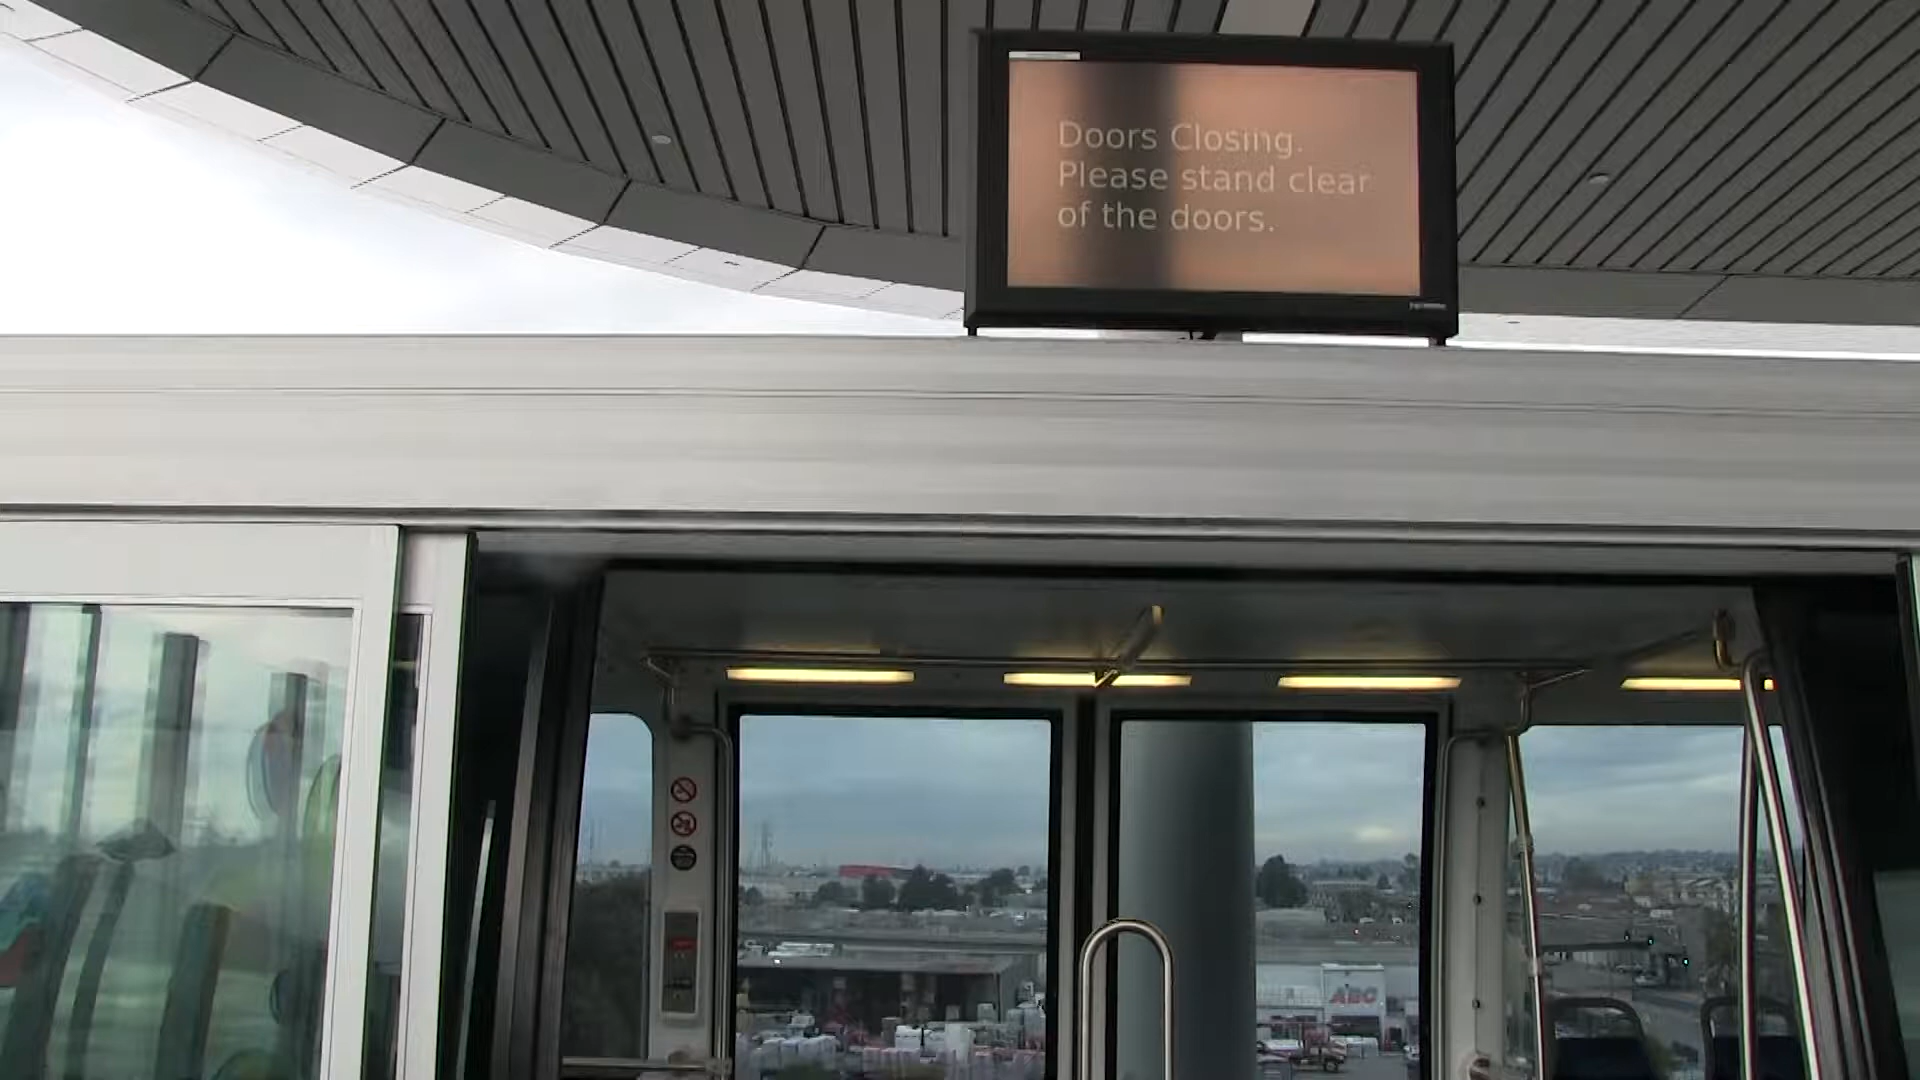 Doors Closing.
Please stand clear
of the doors.
ABC